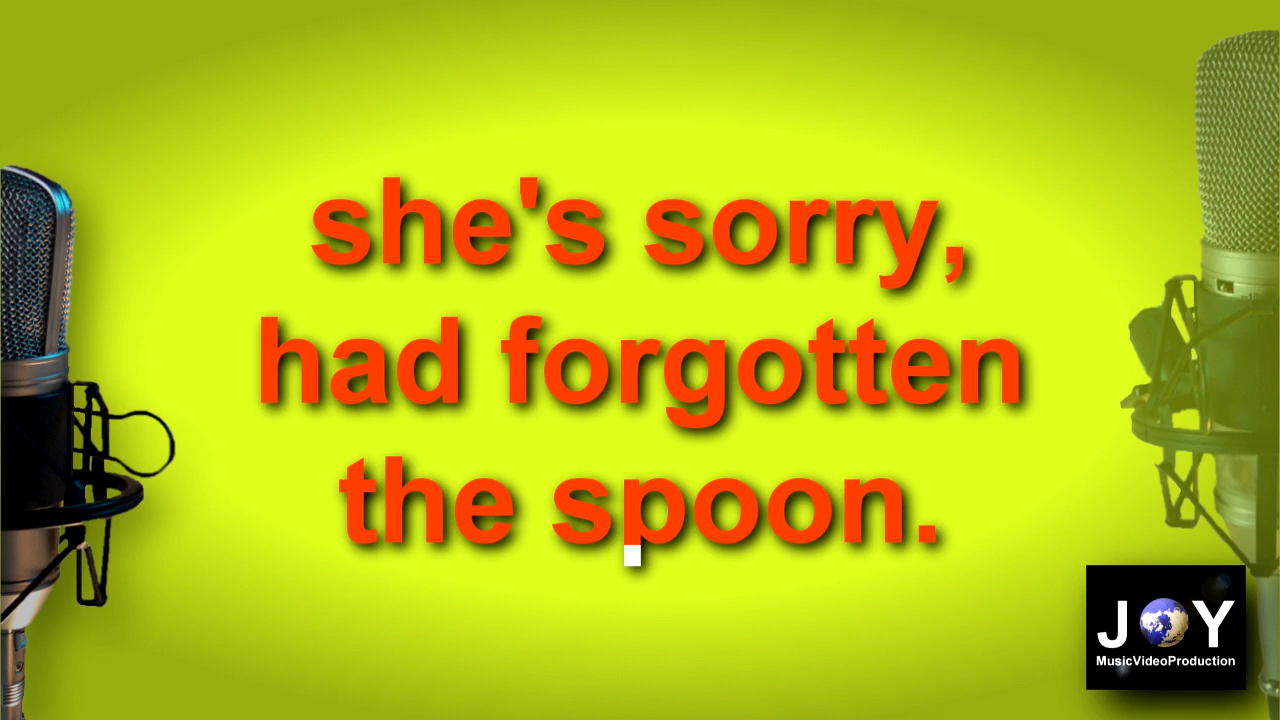 she's sorry,
had forgotten
the spoon.
JOY
MusicVideoProduction